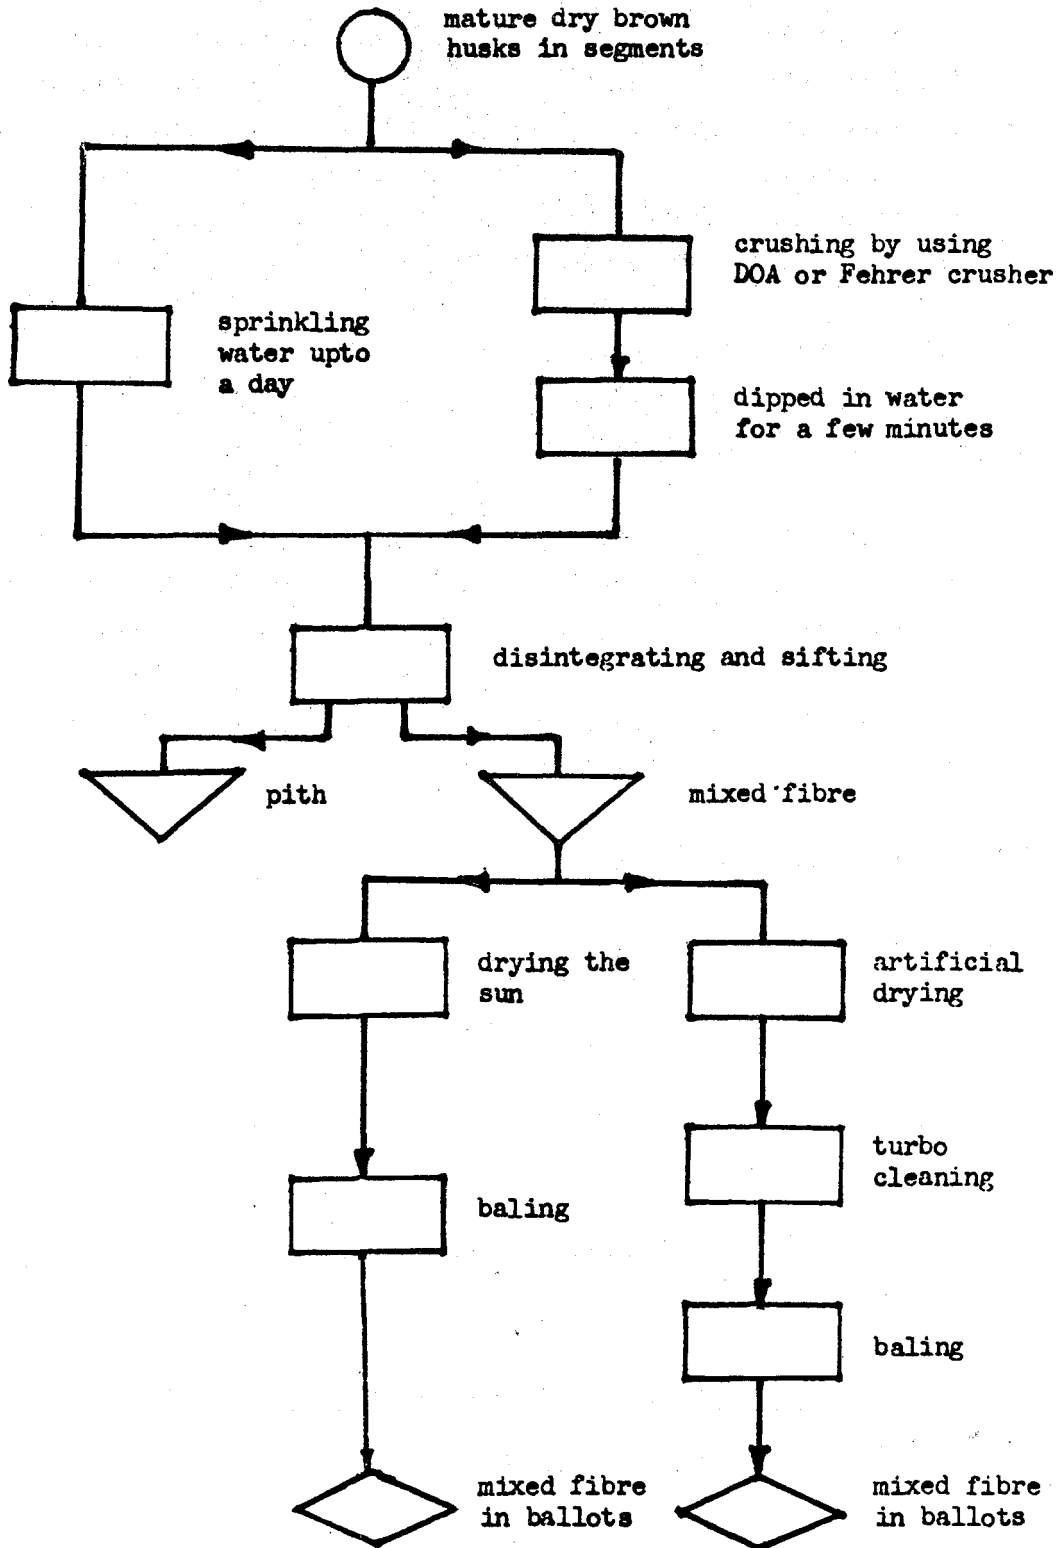 mature dry brown
husks in segments
crushing by using
DOA or Fehrer crusher
sprinkling
water upto
a day
dipped in water
for a few minutes
disintegrating and sifting
pith
mixed fibre
drying the
sun
artificial
drying
turbo
cleaning
baling
baling
mixed fibre
in ballots
mixed fibre
in ballots